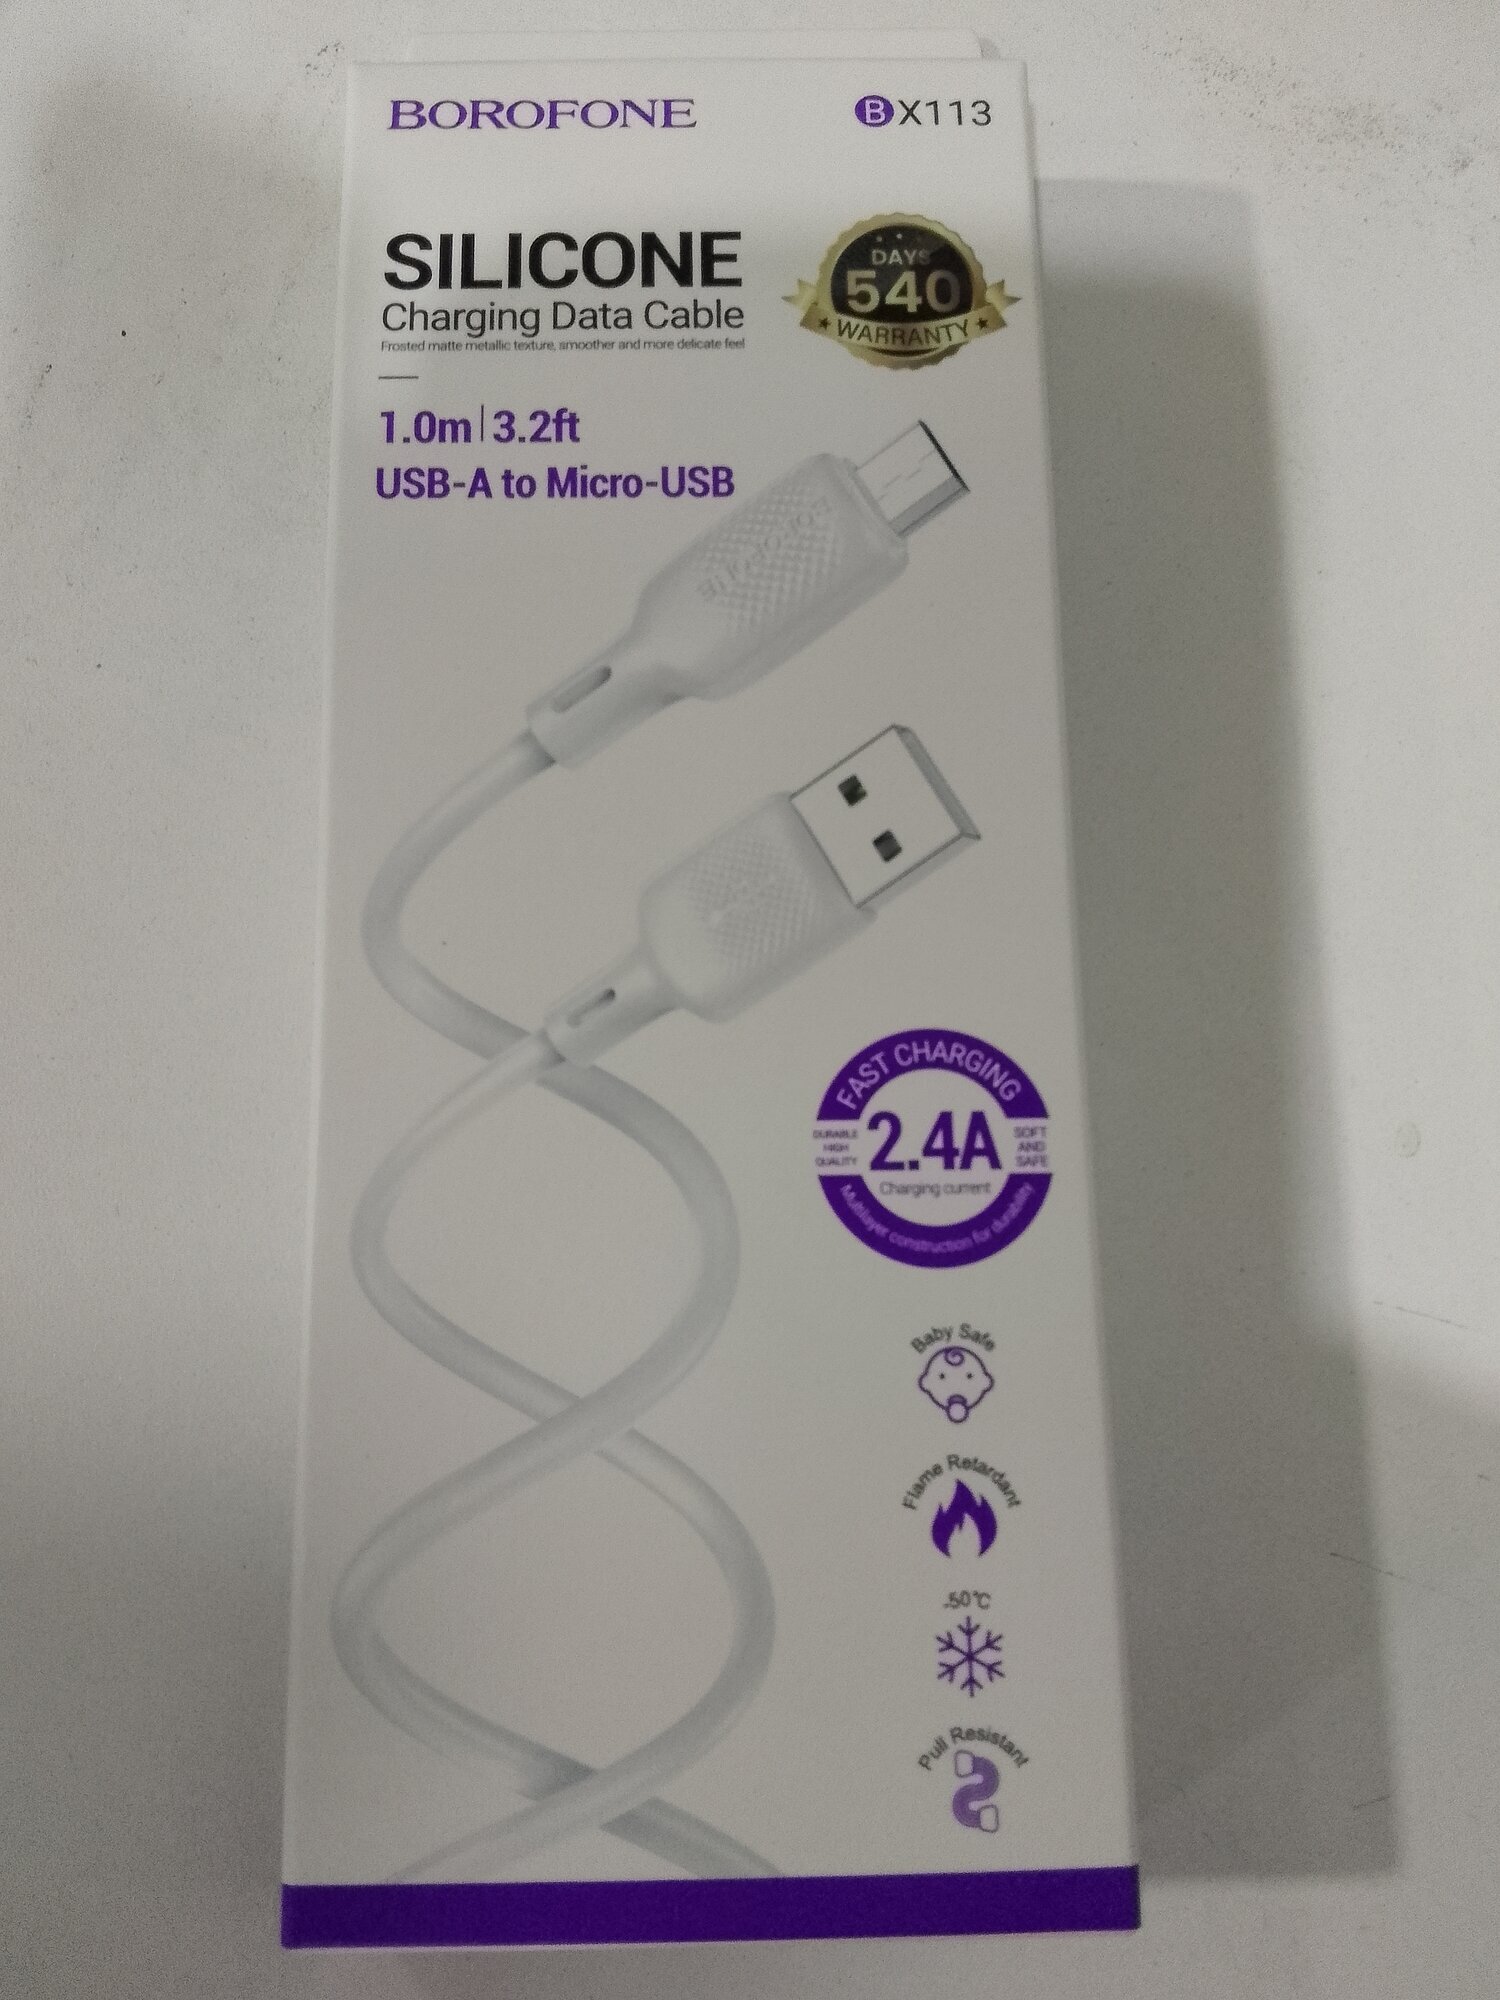 BOROFONE
BX113
SILICONE
Charging Data Cable
Frosted matte metallic texture, smoother and more delicate feel
DAYS
540
WARRANTY
1.0m|3.2ft
USB-A to Micro-USB
BOROFONE
FAST CHARGING
DURABLE
HIGH
QUALITY
2.4A
SOFT
AND
SAFE
Charging current
Multilayer construction for durability
Baby Safe
Flame Retardant
-50℃
Pull Resistant